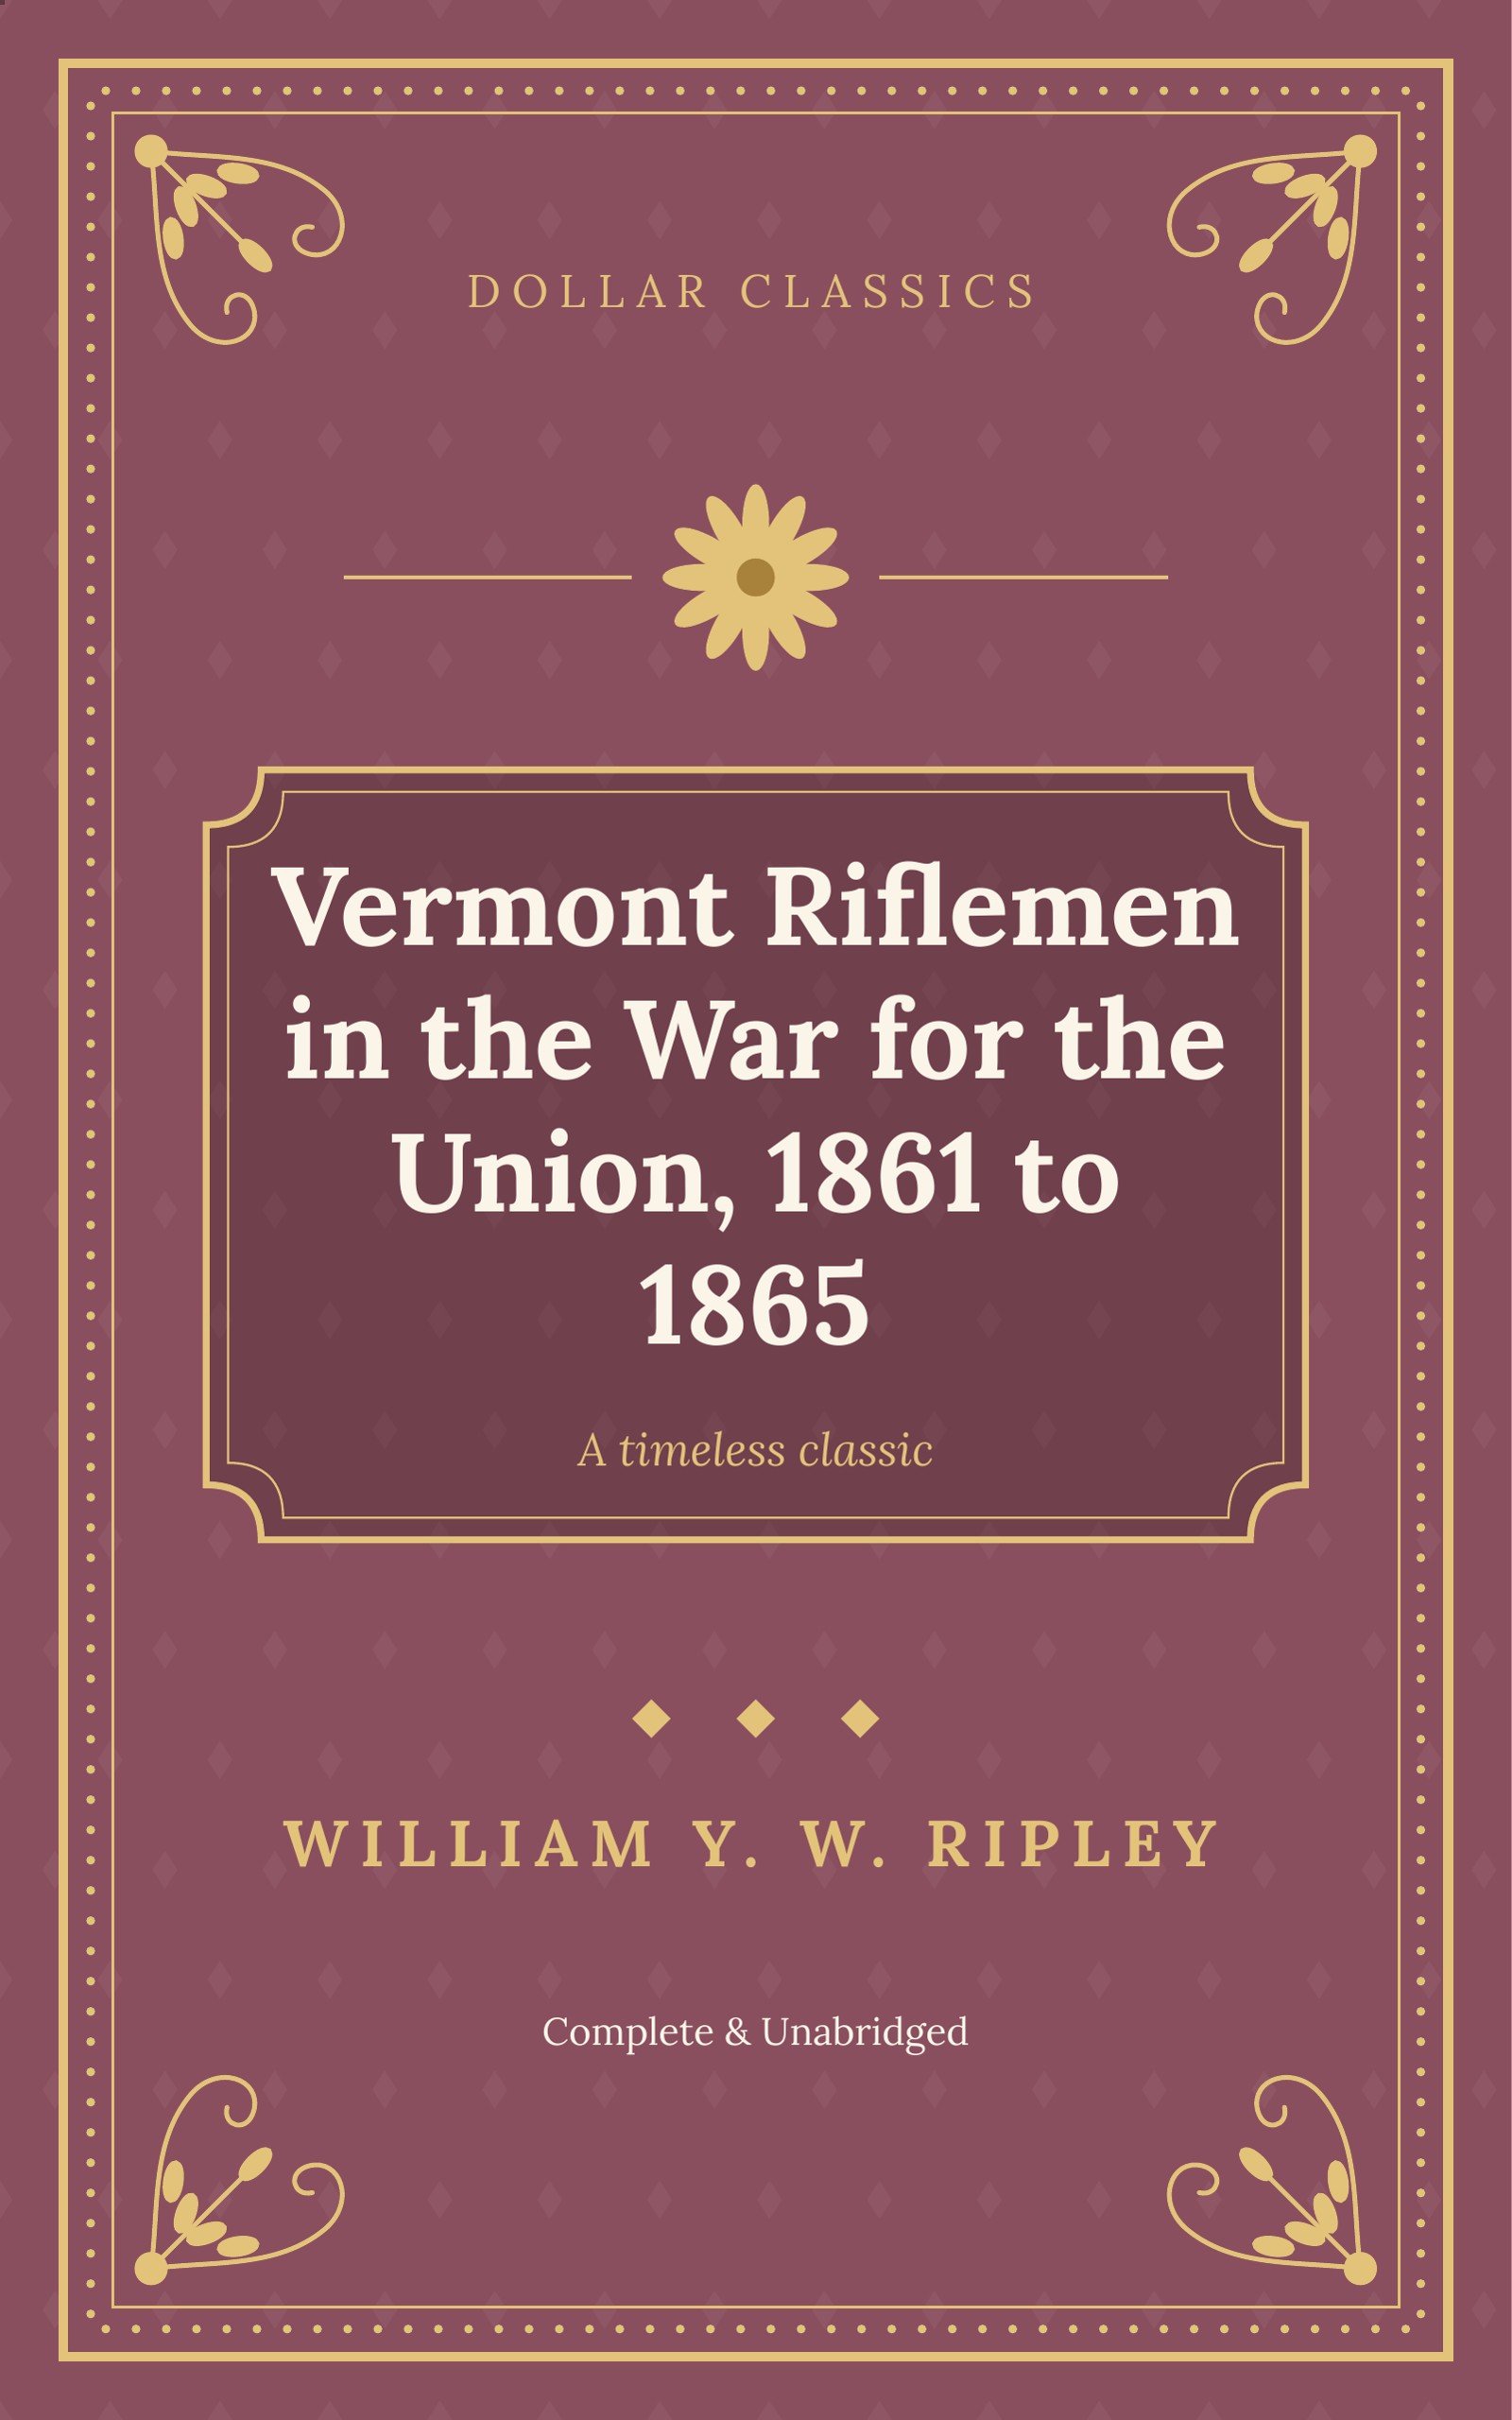 DOLLAR CLASSICS
Vermont Riflemen
in the War for the
Union, 1861 to
1865
A timeless classic
WILLIAM Y. W. RIPLEY
Complete & Unabridged